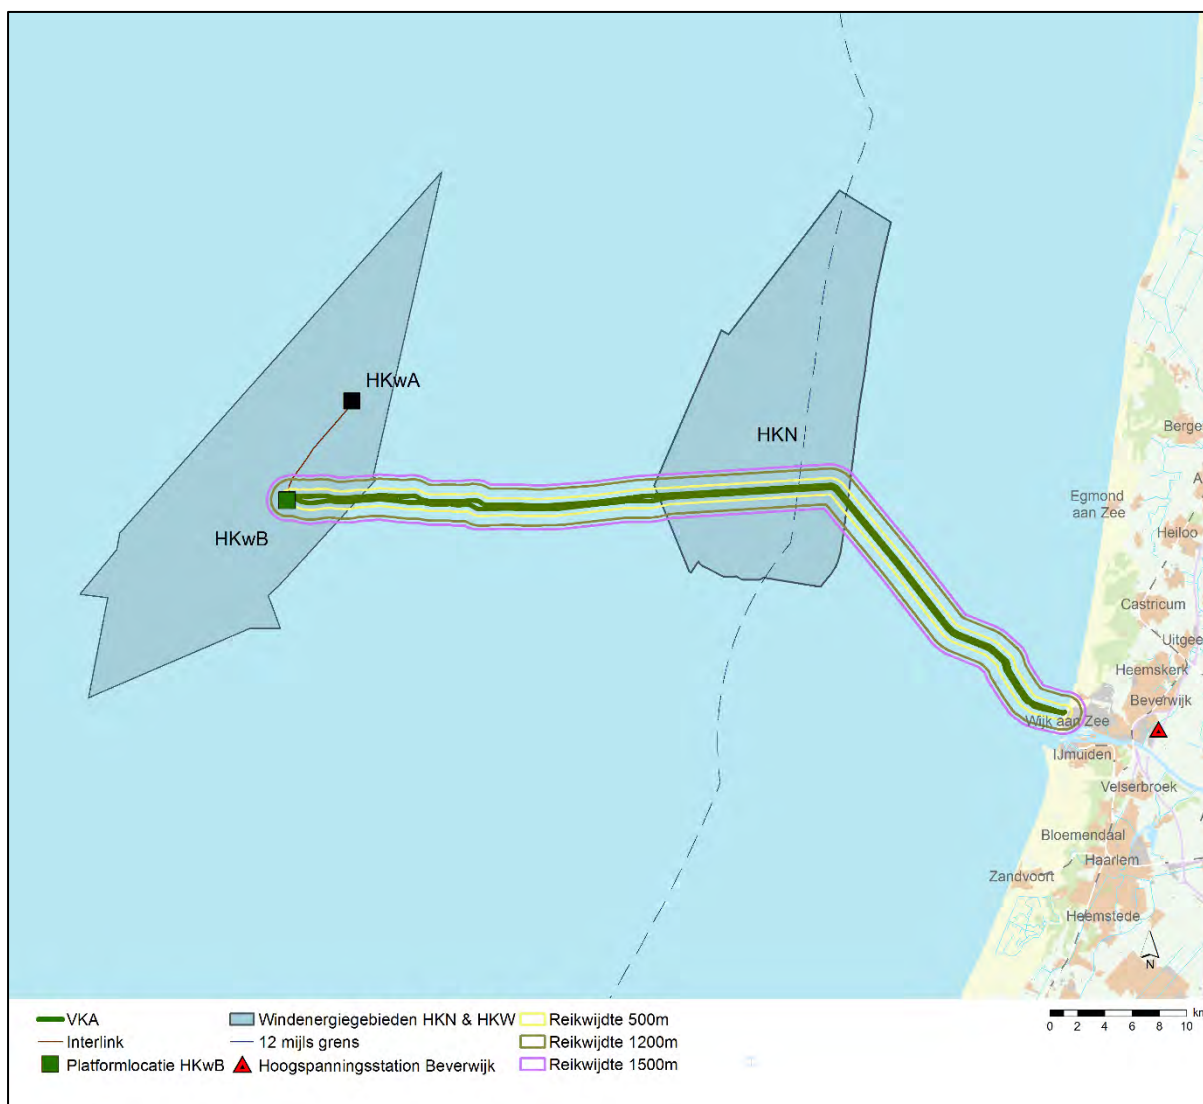 HKwA
HKN
Berge
A
Egmond
aan Zee
Heiloo
HKwB
Castricum
Uitgee
Heemskerk
Beverwijk
Wijk aan Zee
IJmuiden
Velserbroek
A
Bloemendaal
Haarlem
Zandvoort
Heemstede
N
VKA
Interlink
Platformlocatie HKwB
Windenergiegebieden HKN & HKW
12 mijls grens
Hoogspanningsstation Beverwijk
Reikwijdte 500m
Reikwijdte 1200m
Reikwijdte 1500m
km
0 2 4 6 8 10